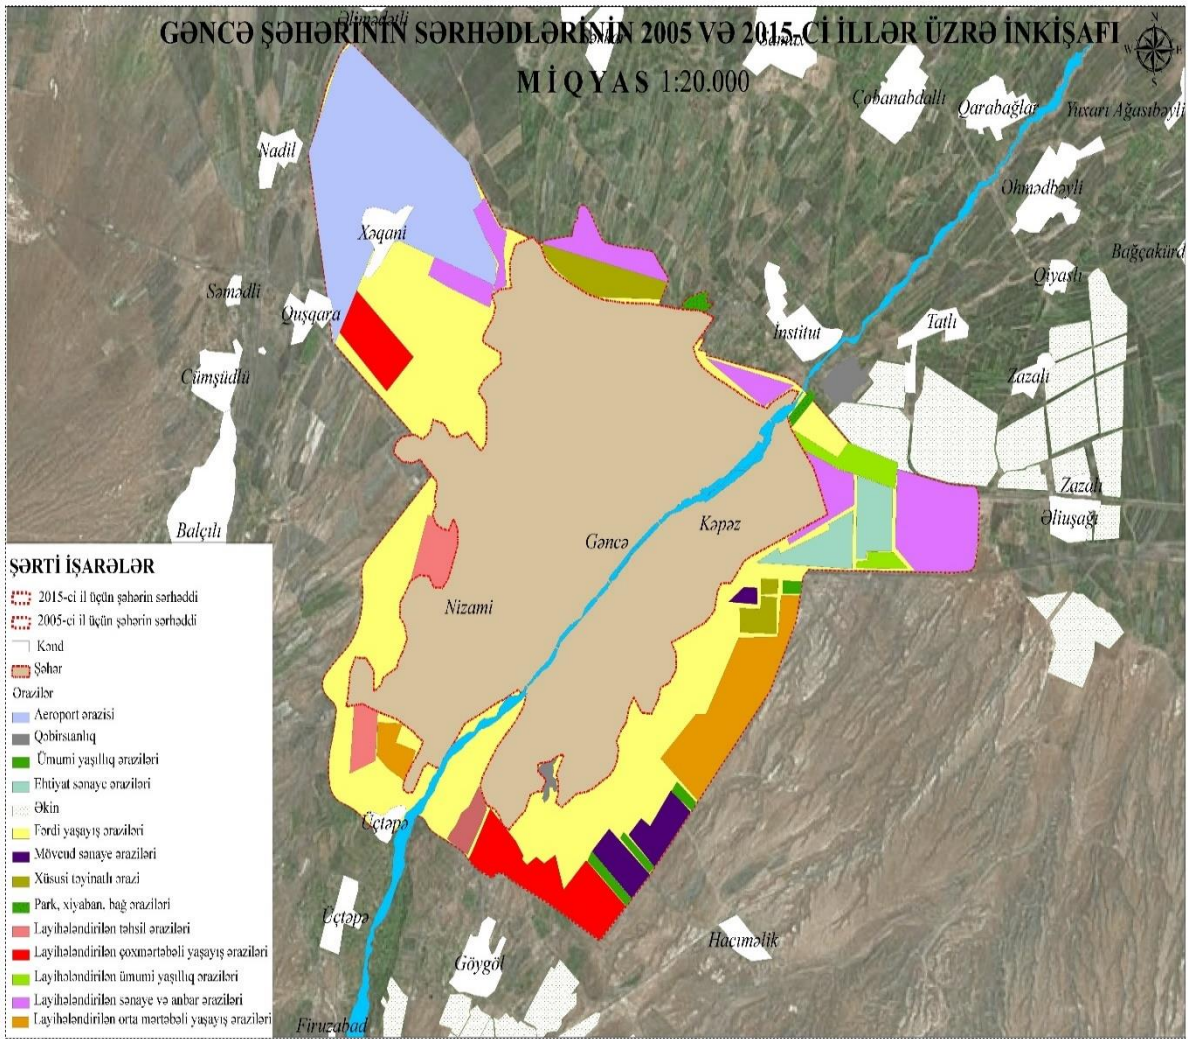 GƏNCƏ ŞƏHƏRİNİN SƏRHƏDLƏRİNİN 2005 VƏ 2015-Cİ İLLƏR ÜZRƏ İNKİŞAFI
MİQYAS 1:20.000
N
W E
S
Samux
Çobanabdallı
Qarabağlar
Yuxarı Ağasıbəyli
Nadil
Əhmədbəyli
Xəqani
Bağçakürd
Səmədli
Qiyaslı
Quşqara
İnstitut
Tatlı
Cümşüdlü
Zazalı
Zazalı
Əliuşağı
Balçılı
Kəpəz
Gəncə
Nizami
ŞƏRTİ İŞARƏLƏR
2015-ci il üçün şəhərin sərhəddi
2005-ci il üçün şəhərin sərhəddi
Kənd
Şəhər
Ərazilər
Aeroport ərazisi
Qəbirstanlıq
Ümumi yaşıllıq əraziləri
Ehtiyat sənaye əraziləri
Əkin
Fərdi yaşayış əraziləri
Mövcud sənaye əraziləri
Xüsusi təyinatlı ərazi
Park, xiyaban, bağ əraziləri
Layihələndirilən təhsil əraziləri
Layihələndirilən çoxmərtəbəli yaşayış əraziləri
Layihələndirilən ümumi yaşıllıq əraziləri
Layihələndirilən sənaye və anbar əraziləri
Layihələndirilən orta mərtəbəli yaşayış əraziləri
Üçtəpə
Üçtəpə
Hacıməlik
Göygöl
Firuzabad